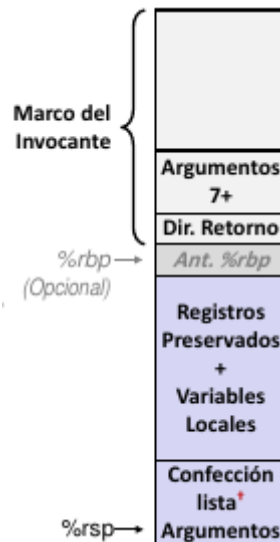 Marco del
Invocante
Argumentos
7+
Dir. Retorno
%rbp
(Opcional)
Ant. %rbp
Registros
Preservados
+
Variables
Locales
Confección
lista†
Argumentos
%rsp